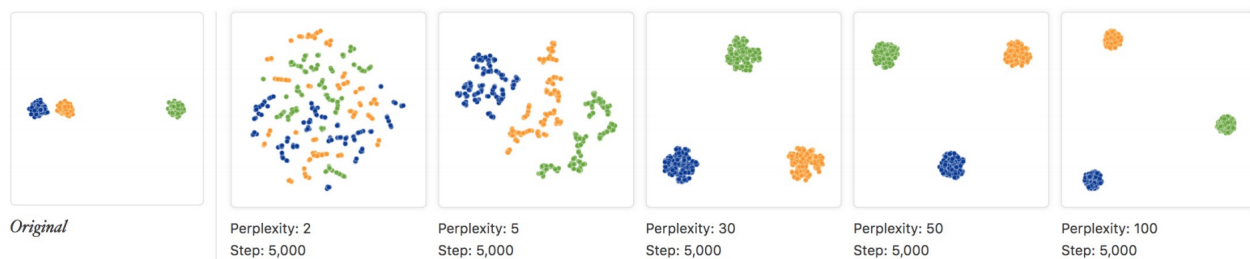 Original
Perplexity: 2
Step: 5,000
Perplexity: 5
Step: 5,000
Perplexity: 30
Step: 5,000
Perplexity: 50
Step: 5,000
Perplexity: 100
Step: 5,000